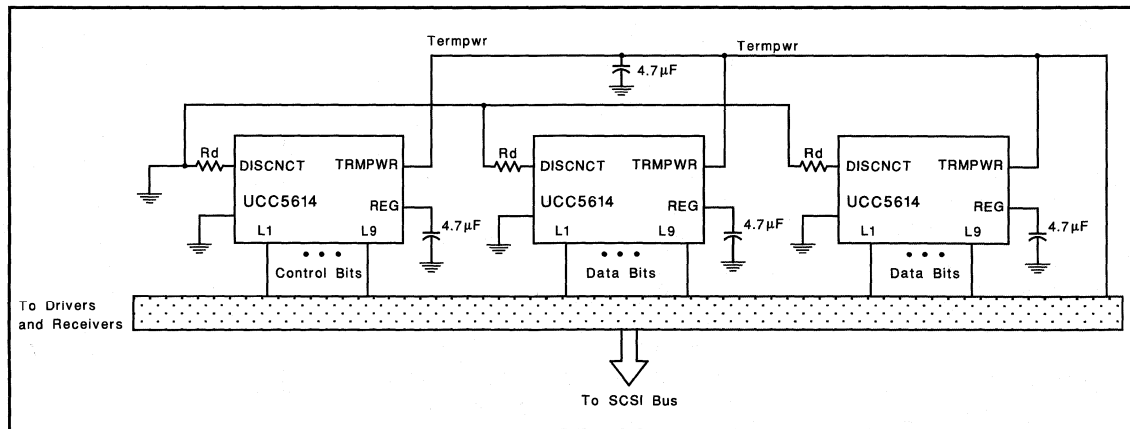 Termpwr
Termpwr
4.7µF
Rd
DISCNCT
TRMPWR
UCC5614
REG
L1
L9
4.7µF
• • •
Control Bits
Rd
DISCNCT
TRMPWR
UCC5614
REG
L1
L9
4.7µF
• • •
Data Bits
Rd
DISCNCT
TRMPWR
UCC5614
REG
L1
L9
4.7µF
• • •
Data Bits
To Drivers
and Receivers
To SCSI Bus